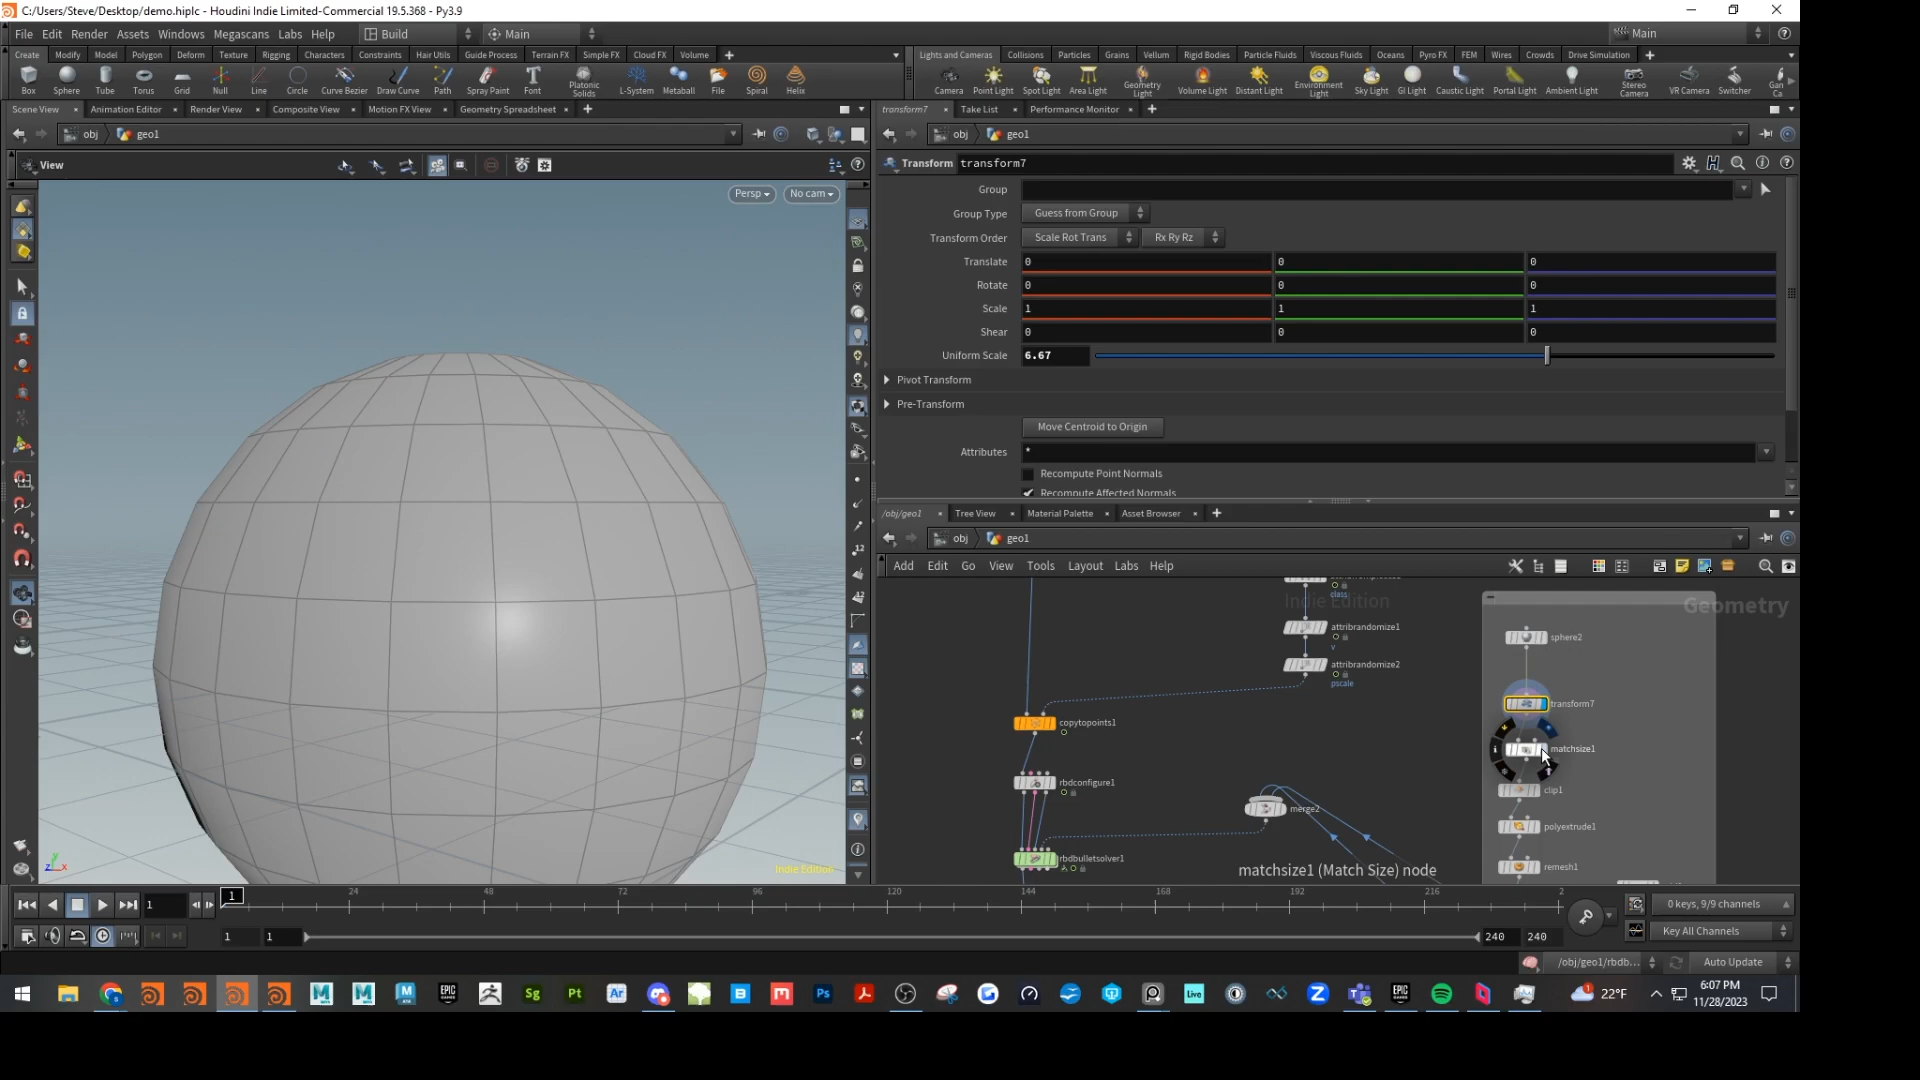 C:/Users/Steve/Desktop/demo.hiplc - Houdini Indie Limited-Commercial 19.5.368 - Py3.9
File Edit Render Assets Windows Megascans Labs Help Build Main Main
Create Modify Model Polygon Deform Texture Rigging Characters Constraints Hair Utils Guide Process Terrain FX Simple FX Cloud FX Volume
Lights and Cameras Collisions Particles Grains Vellum Rigid Bodies Particle Fluids Viscous Fluids Oceans Pyro FX FEM Wires Crowds Drive Simulation
Box Sphere Tube Torus Grid Null Line Circle Curve Bezier Draw Curve Path Spray Paint Font Platonic Solids L-System Metaball File Spiral Helix
Camera Point Light Spot Light Area Light Geometry Light Volume Light Distant Light Environment Light Sky Light GI Light Caustic Light Portal Light Ambient Light Stereo Camera VR Camera Switcher
Scene View Animation Editor Render View Composite View Motion FX View Geometry Spreadsheet
transform7 Take List Performance Monitor
obj geo1
obj geo1
View
Persp No cam
Transform transform7
Group
Group Type Guess from Group
Transform Order Scale Rot Trans Rx Ry Rz
Translate 0 0 0
Rotate 0 0 0
Scale 1 1 1
Shear 0 0 0
Uniform Scale 6.67
Pivot Transform
Pre-Transform
Move Centroid to Origin
Attributes *
Recompute Point Normals
Recompute Affected Normals
/obj/geo1 Tree View Material Palette Asset Browser
obj geo1
Add Edit Go View Tools Layout Labs Help
Indie Edition
Geometry
class
attribrandomize1
v
attribrandomize2
pscale
copytopoints1
rbdconfigure1
merge2
rbdbulletsolver1
sphere2
transform7
matchsize1
clip1
polyextrude1
remesh1
matchsize1 (Match Size) node
Indie Edition
1 1 24 48 72 96 120 144 168 192 216 2
0 keys, 9/9 channels
1 1 240 240
Key All Channels
/obj/geo1/rbdb... Auto Update
22°F
6:07 PM
11/28/2023